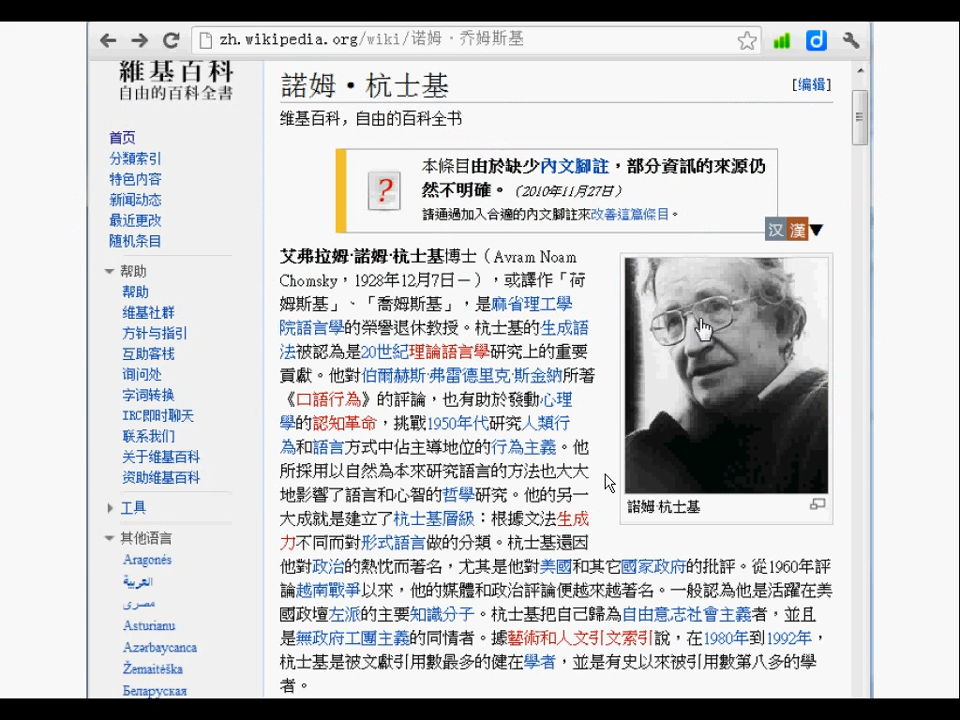 zh.wikipedia.org/wiki/诺姆·乔姆斯基
維基百科
自由的百科全書
首页
分類索引
特色内容
新闻动态
最近更改
随机条目
帮助
帮助
维基社群
方针与指引
互助客栈
询问处
字词转换
IRC即时聊天
联系我们
关于维基百科
资助维基百科
工具
其他语言
Aragonés
العربية
مصرى
Asturianu
Azərbaycanca
Žemaitėška
Беларуская
諾姆·杭士基
[编辑]
维基百科，自由的百科全书
本條目由於缺少內文腳註，部分資訊的來源仍
然不明確。（2010年11月27日）
請通過加入合適的內文腳註來改善這篇條目。
汉 漢
艾弗拉姆·諾姆·杭士基博士（Avram Noam
Chomsky，1928年12月7日－），或譯作「荷
姆斯基」、「喬姆斯基」，是麻省理工學
院語言學的榮譽退休教授。杭士基的生成語
法被認為是20世紀理論語言學研究上的重要
貢獻。他對伯爾赫斯·弗雷德里克·斯金納所著
《口語行為》的評論，也有助於發動心理
學的認知革命，挑戰1950年代研究人類行
為和語言方式中佔主導地位的行為主義。他
所採用以自然為本來研究語言的方法也大大
地影響了語言和心智的哲學研究。他的另一
大成就是建立了杭士基層級：根據文法生成
力不同而對形式語言做的分類。杭士基還因
他對政治的熱忱而著名，尤其是他對美國和其它國家政府的批評。從1960年評
論越南戰爭以來，他的媒體和政治評論便越來越著名。一般認為他是活躍在美
國政壇左派的主要知識分子。杭士基把自己歸為自由意志社會主義者，並且
是無政府工團主義的同情者。據藝術和人文引文索引說，在1980年到1992年，
杭士基是被文獻引用數最多的健在學者，並是有史以來被引用數第八多的學
者。
諾姆·杭士基